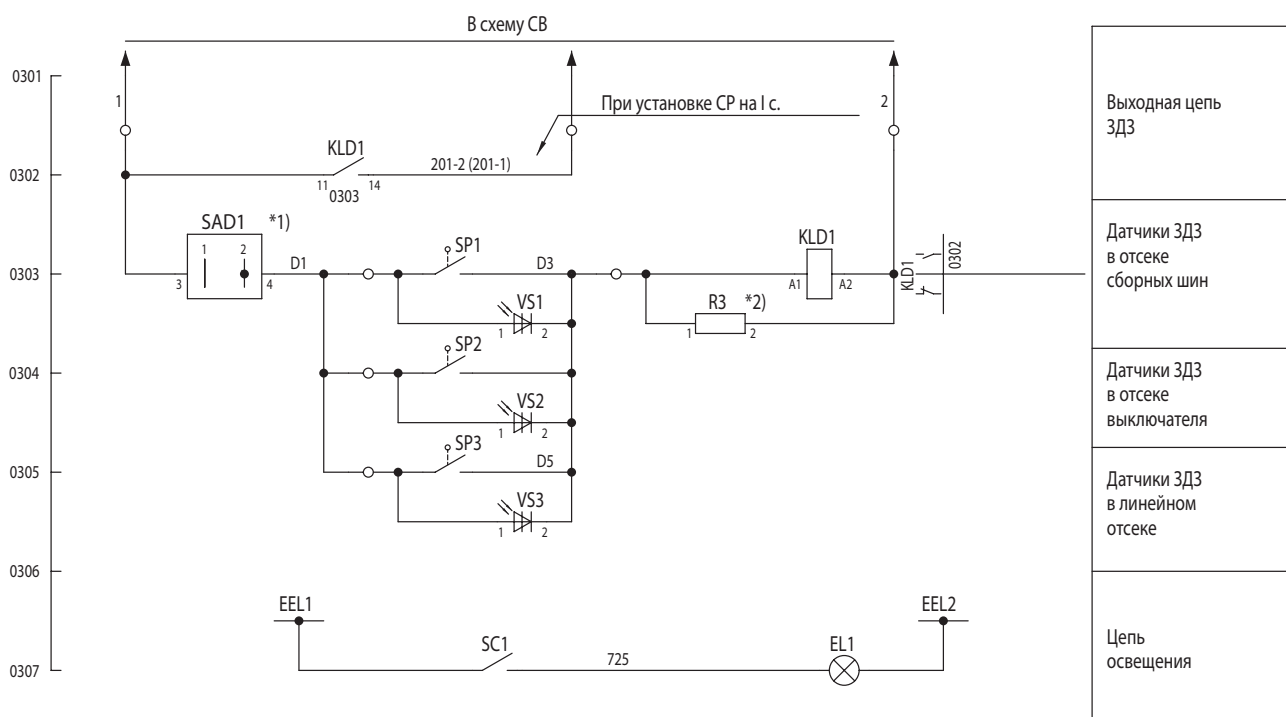 В схему СВ
0301
1
При установке СР на I с.
2
Выходная цепь
ЗДЗ
KLD1
201-2 (201-1)
0302
11
0303
14
SAD1 *1)
1 2
3
4
D1
SP1
D3
KLD1
A1 A2
KLD1
0302
Датчики ЗДЗ
в отсеке
сборных шин
0303
VS1
1 2
R3 *2)
1 2
SP2
0304
VS2
1 2
Датчики ЗДЗ
в отсеке
выключателя
SP3
D5
0305
VS3
1 2
Датчики ЗДЗ
в линейном
отсеке
0306
EEL1
EEL2
SC1
725
EL1
0307
Цепь
освещения